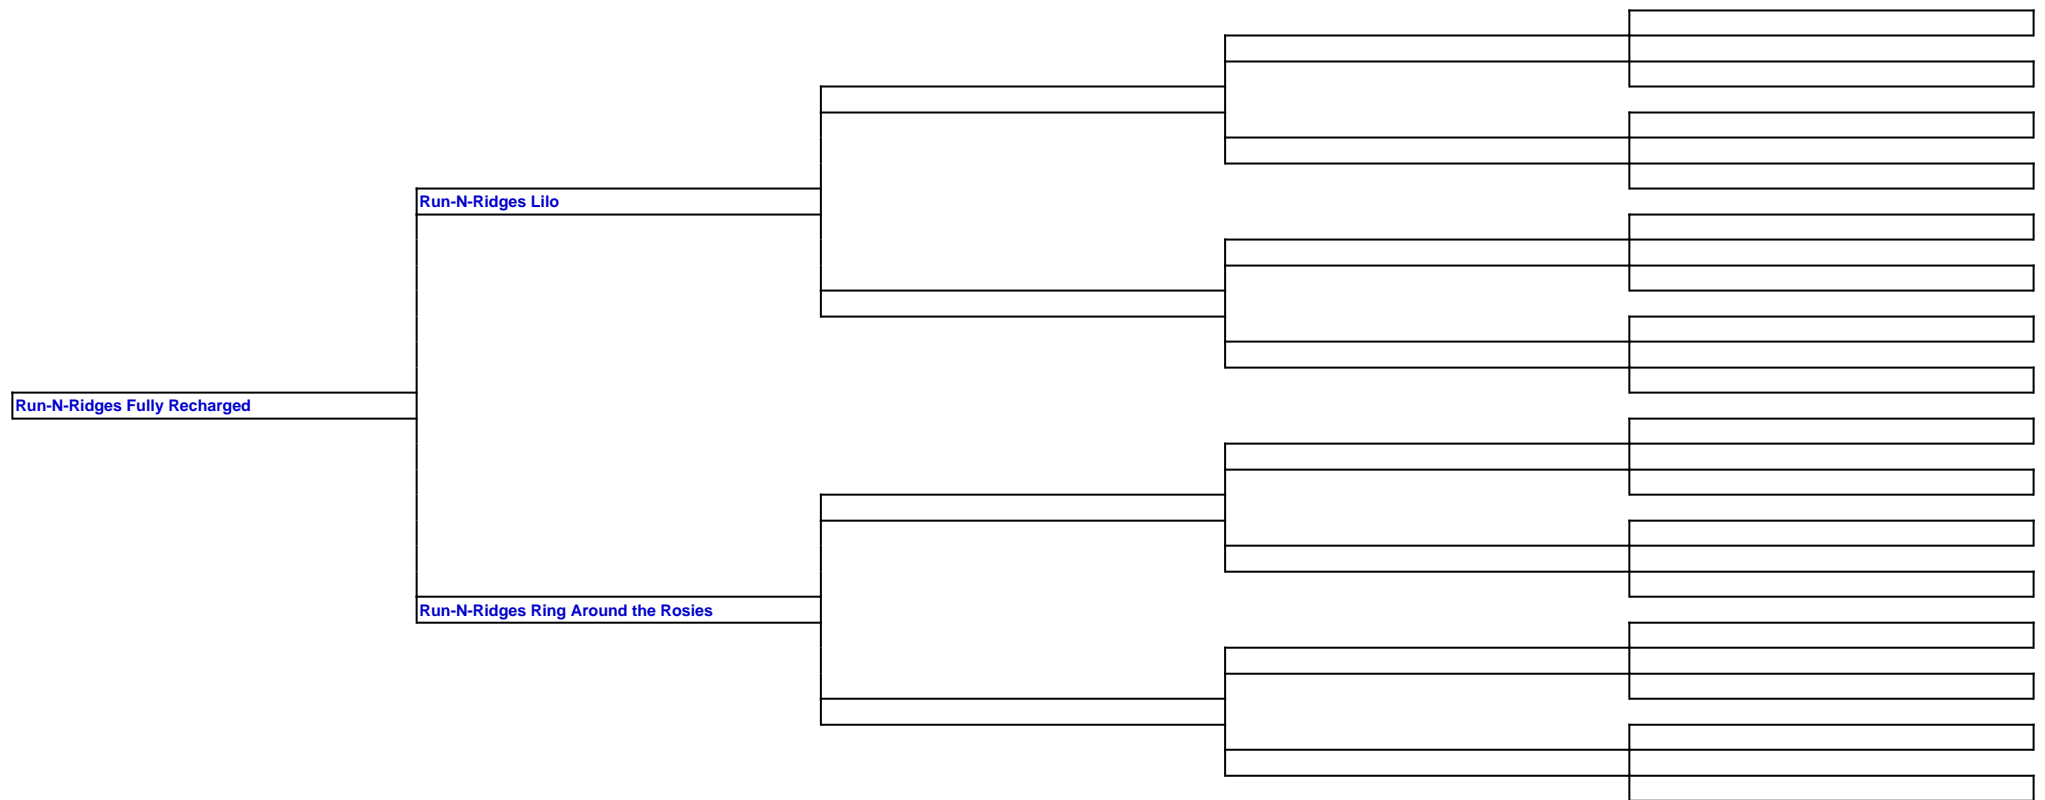 Run-N-Ridges Lilo
Run-N-Ridges Fully Recharged
Run-N-Ridges Ring Around the Rosies